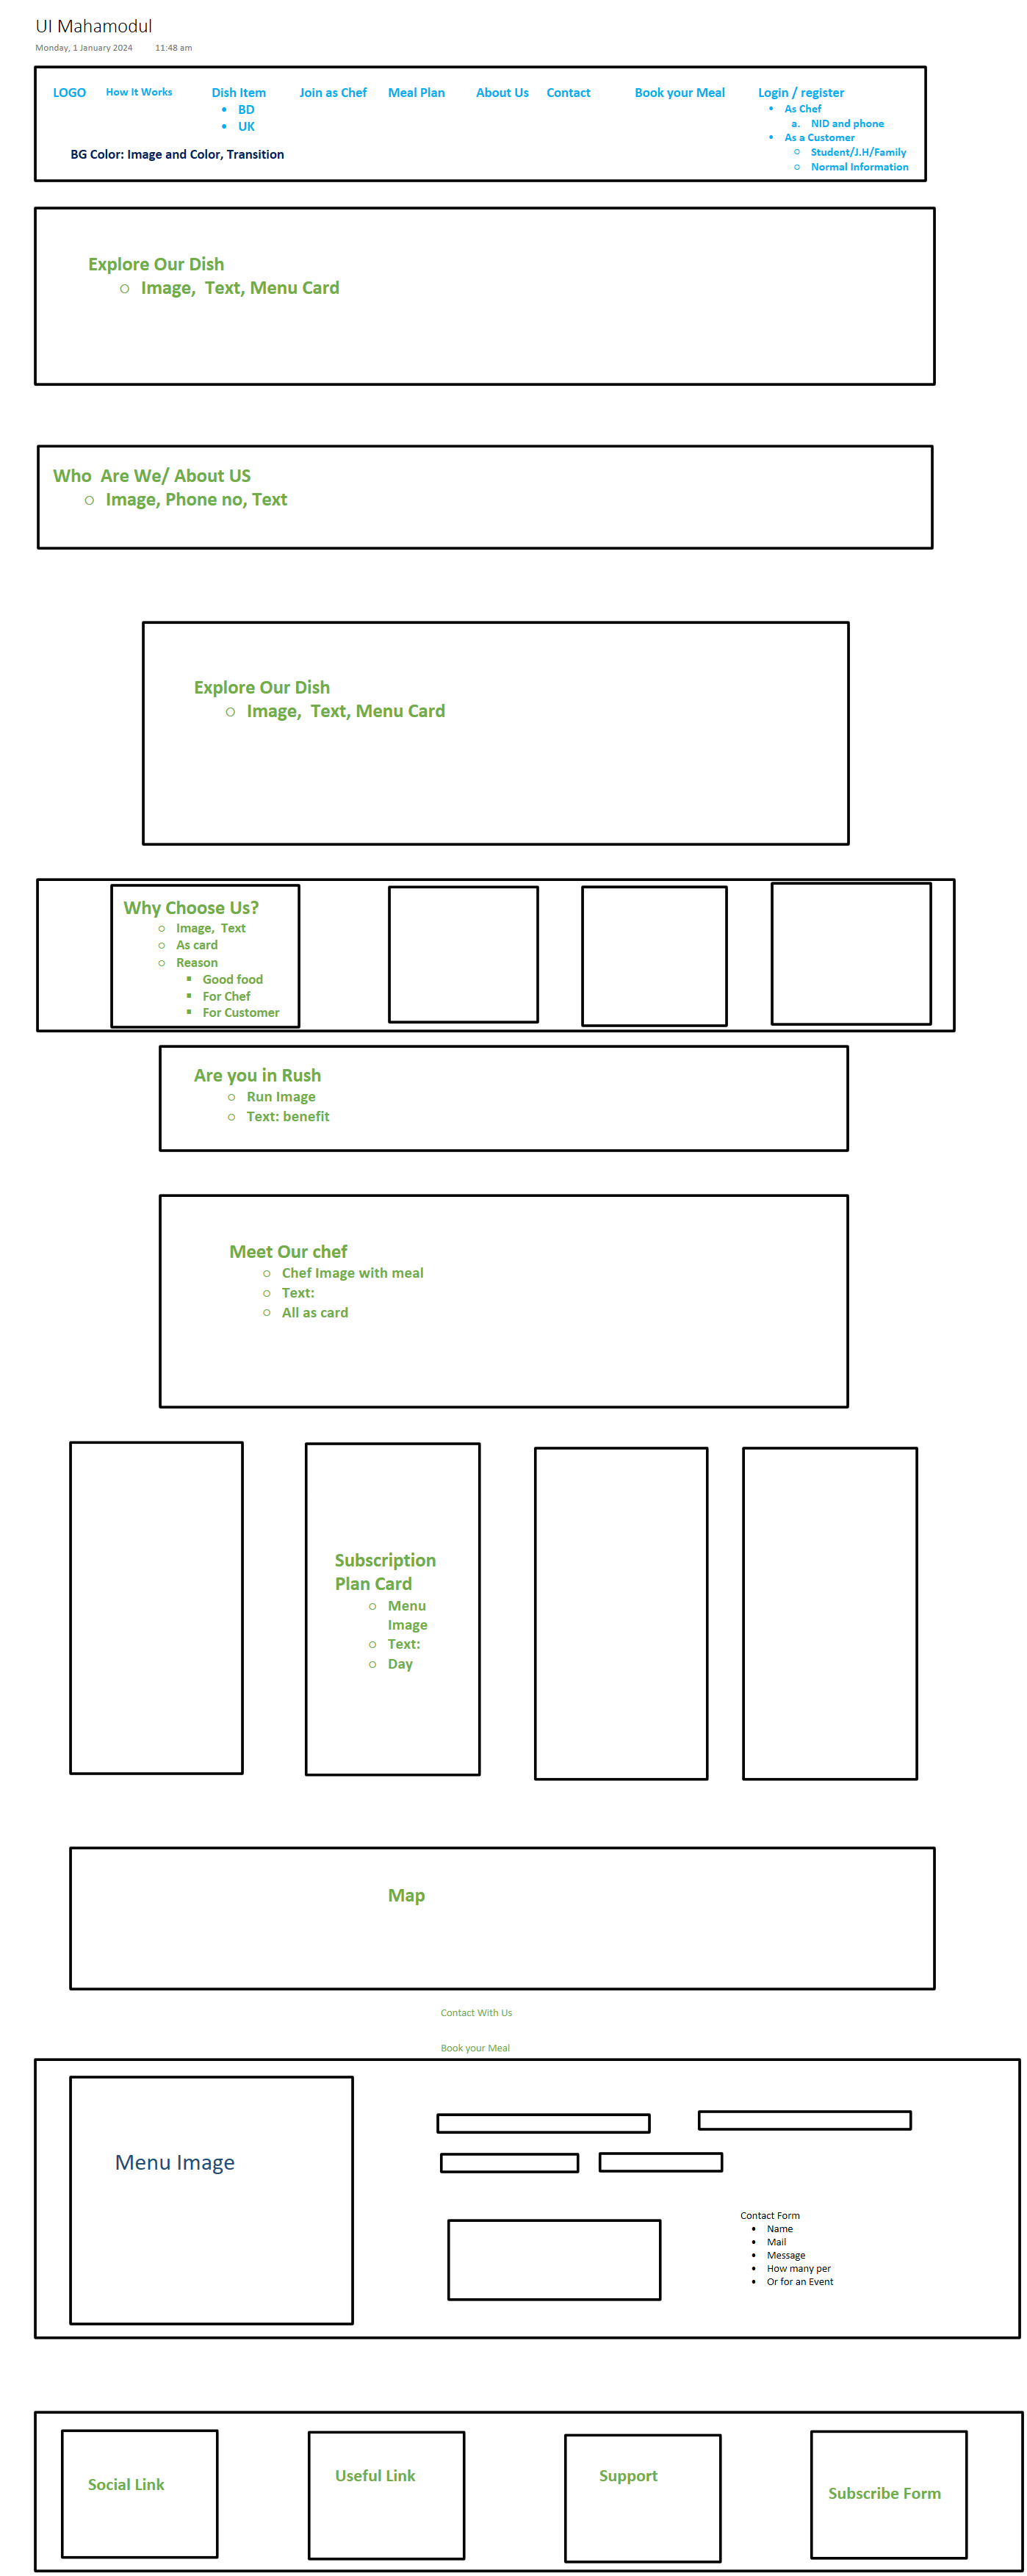 UI Mahamodul
Monday, 1 January 2024 11:48 am
LOGO How It Works Dish Item Join as Chef Meal Plan About Us Contact Book your Meal Login / register
• BD
• UK
• As Chef
a. NID and phone
• As a Customer
○ Student/J.H/Family
○ Normal Information
BG Color: Image and Color, Transition
Explore Our Dish
○ Image, Text, Menu Card
Who Are We/ About US
○ Image, Phone no, Text
Explore Our Dish
○ Image, Text, Menu Card
Why Choose Us?
○ Image, Text
○ As card
○ Reason
▪ Good food
▪ For Chef
▪ For Customer
Are you in Rush
○ Run Image
○ Text: benefit
Meet Our chef
○ Chef Image with meal
○ Text:
○ All as card
Subscription
Plan Card
○ Menu
Image
○ Text:
○ Day
Map
Contact With Us
Book your Meal
Menu Image
Contact Form
• Name
• Mail
• Message
• How many per
• Or for an Event
Social Link
Useful Link
Support
Subscribe Form